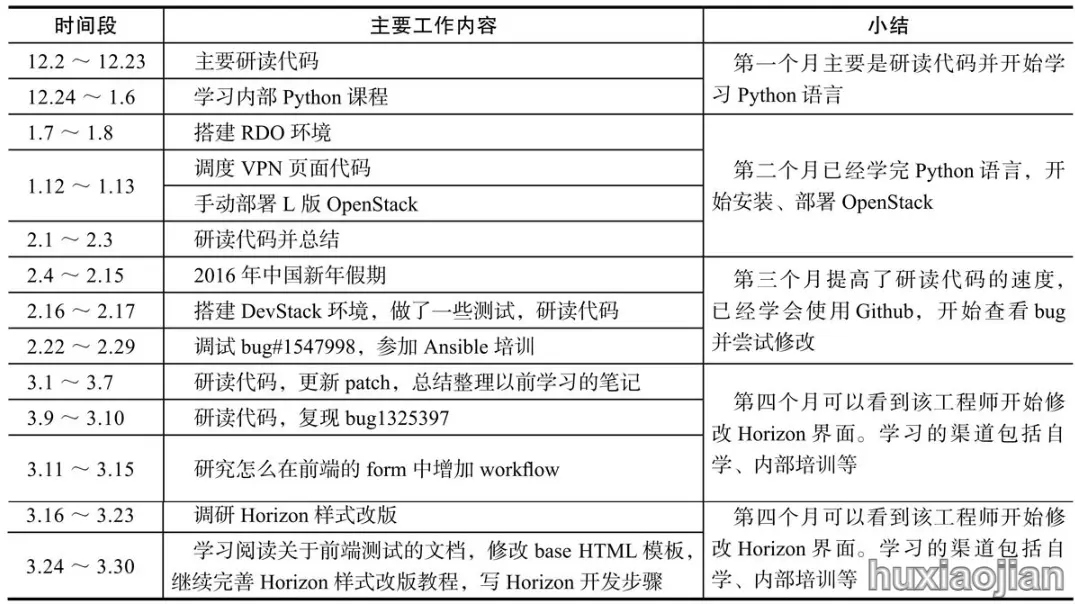 时间段 主要工作内容 小结
12.2 ～ 12.23 主要研读代码
12.24 ～ 1.6 学习内部 Python 课程
第一个月主要是研读代码并开始学
习 Python 语言
1.7 ～ 1.8 搭建 RDO 环境
1.12 ～ 1.13 调度 VPN 页面代码
手动部署 L 版 OpenStack
2.1 ～ 2.3 研读代码并总结
第二个月已经学完 Python 语言，开
始安装、部署 OpenStack
2.4 ～ 2.15 2016 年中国新年假期
2.16 ～ 2.17 搭建 DevStack 环境，做了一些测试，研读代码
2.22 ～ 2.29 调试 bug#1547998，参加 Ansible 培训
第三个月提高了研读代码的速度，
已经学会使用 Github，开始查看 bug
并尝试修改
3.1 ～ 3.7 研读代码，更新 patch，总结整理以前学习的笔记
3.9 ～ 3.10 研读代码，复现 bug1325397
3.11 ～ 3.15 研究怎么在前端的 form 中增加 workflow
第四个月可以看到该工程师开始修
改 Horizon 界面。学习的渠道包括自
学、内部培训等
3.16 ～ 3.23 调研 Horizon 样式改版
3.24 ～ 3.30 学习阅读关于前端测试的文档，修改 base HTML 模板，
继续完善 Horizon 样式改版教程，写 Horizon 开发步骤
第四个月可以看到该工程师开始修
改 Horizon 界面。学习的渠道包括自
学、内部培训等
huxiaojian